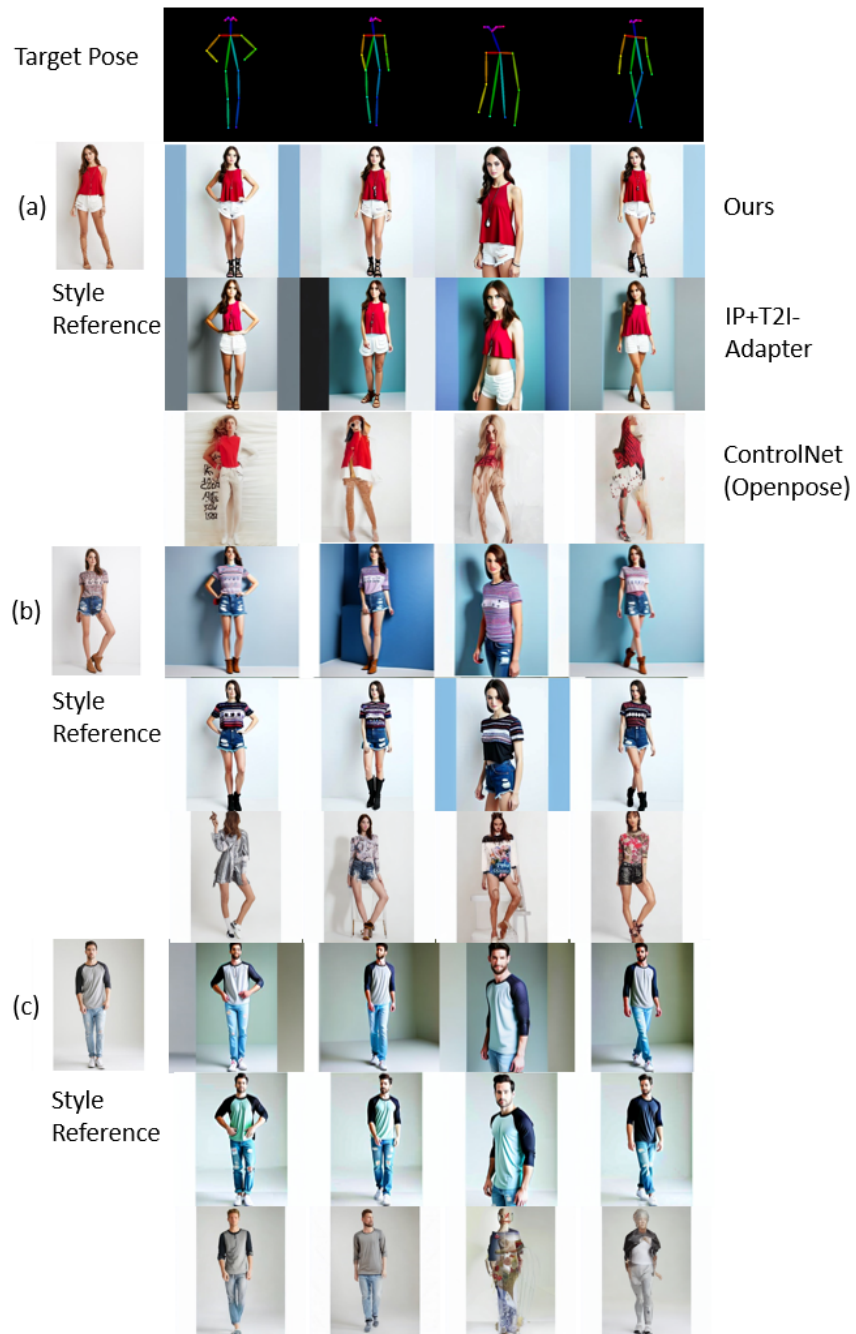 Target Pose
(a)
Ours
Style
Reference
IP+T2I-
Adapter
ControlNet
(Openpose)
(b)
Style
Reference
(c)
Style
Reference